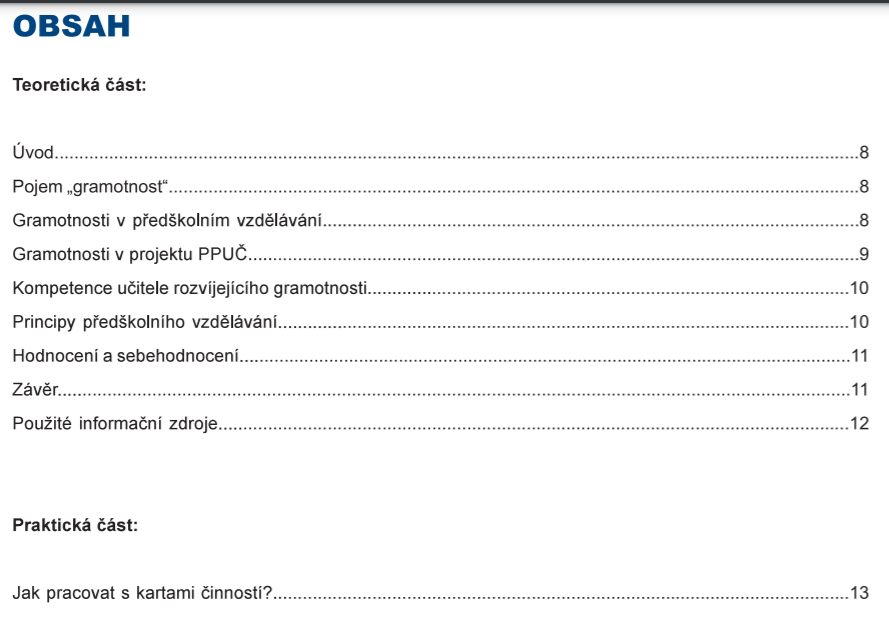 OBSAH
Teoretická část:
Úvod........................................................................................................................................................................8
Pojem „gramotnost“.................................................................................................................................................8
Gramotnosti v předškolním vzdělávání..................................................................................................................8
Gramotnosti v projektu PPUČ.................................................................................................................................9
Kompetence učitele rozvíjejícího gramotnosti.......................................................................................................10
Principy předškolního vzdělávání.........................................................................................................................10
Hodnocení a sebehodnocení.................................................................................................................................11
Závěr......................................................................................................................................................................11
Použité informační zdroje.....................................................................................................................................12
Praktická část:
Jak pracovat s kartami činností?..........................................................................................................................13